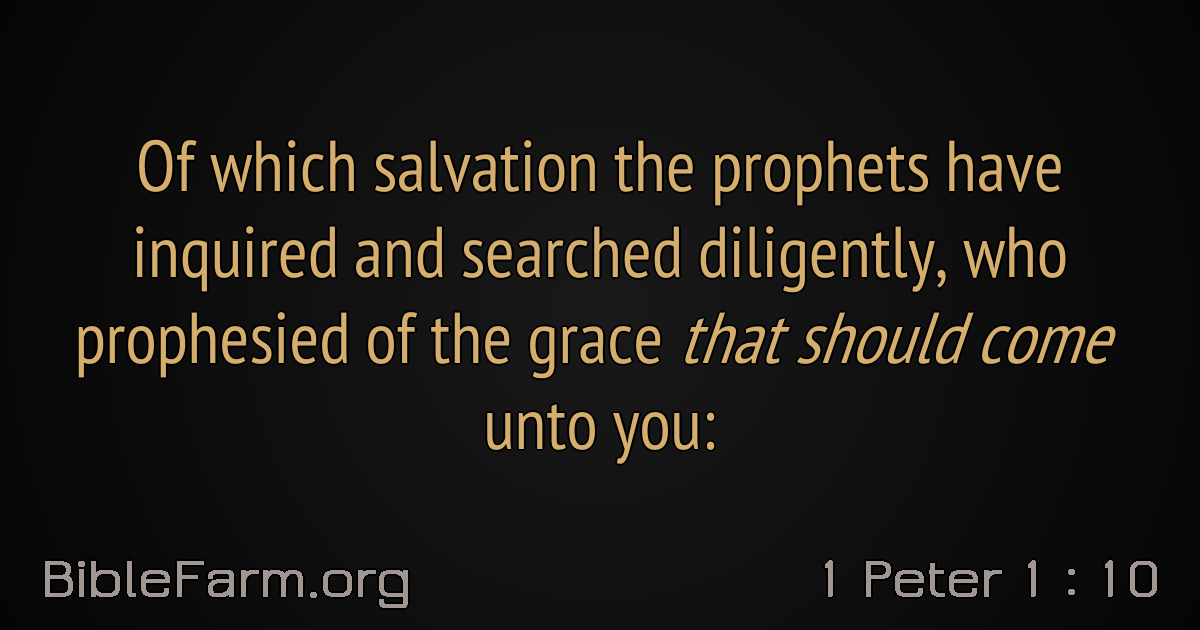 Of which salvation the prophets have
inquired and searched diligently, who
prophesied of the grace that should come
unto you:
BibleFarm.org
1 Peter 1 : 10